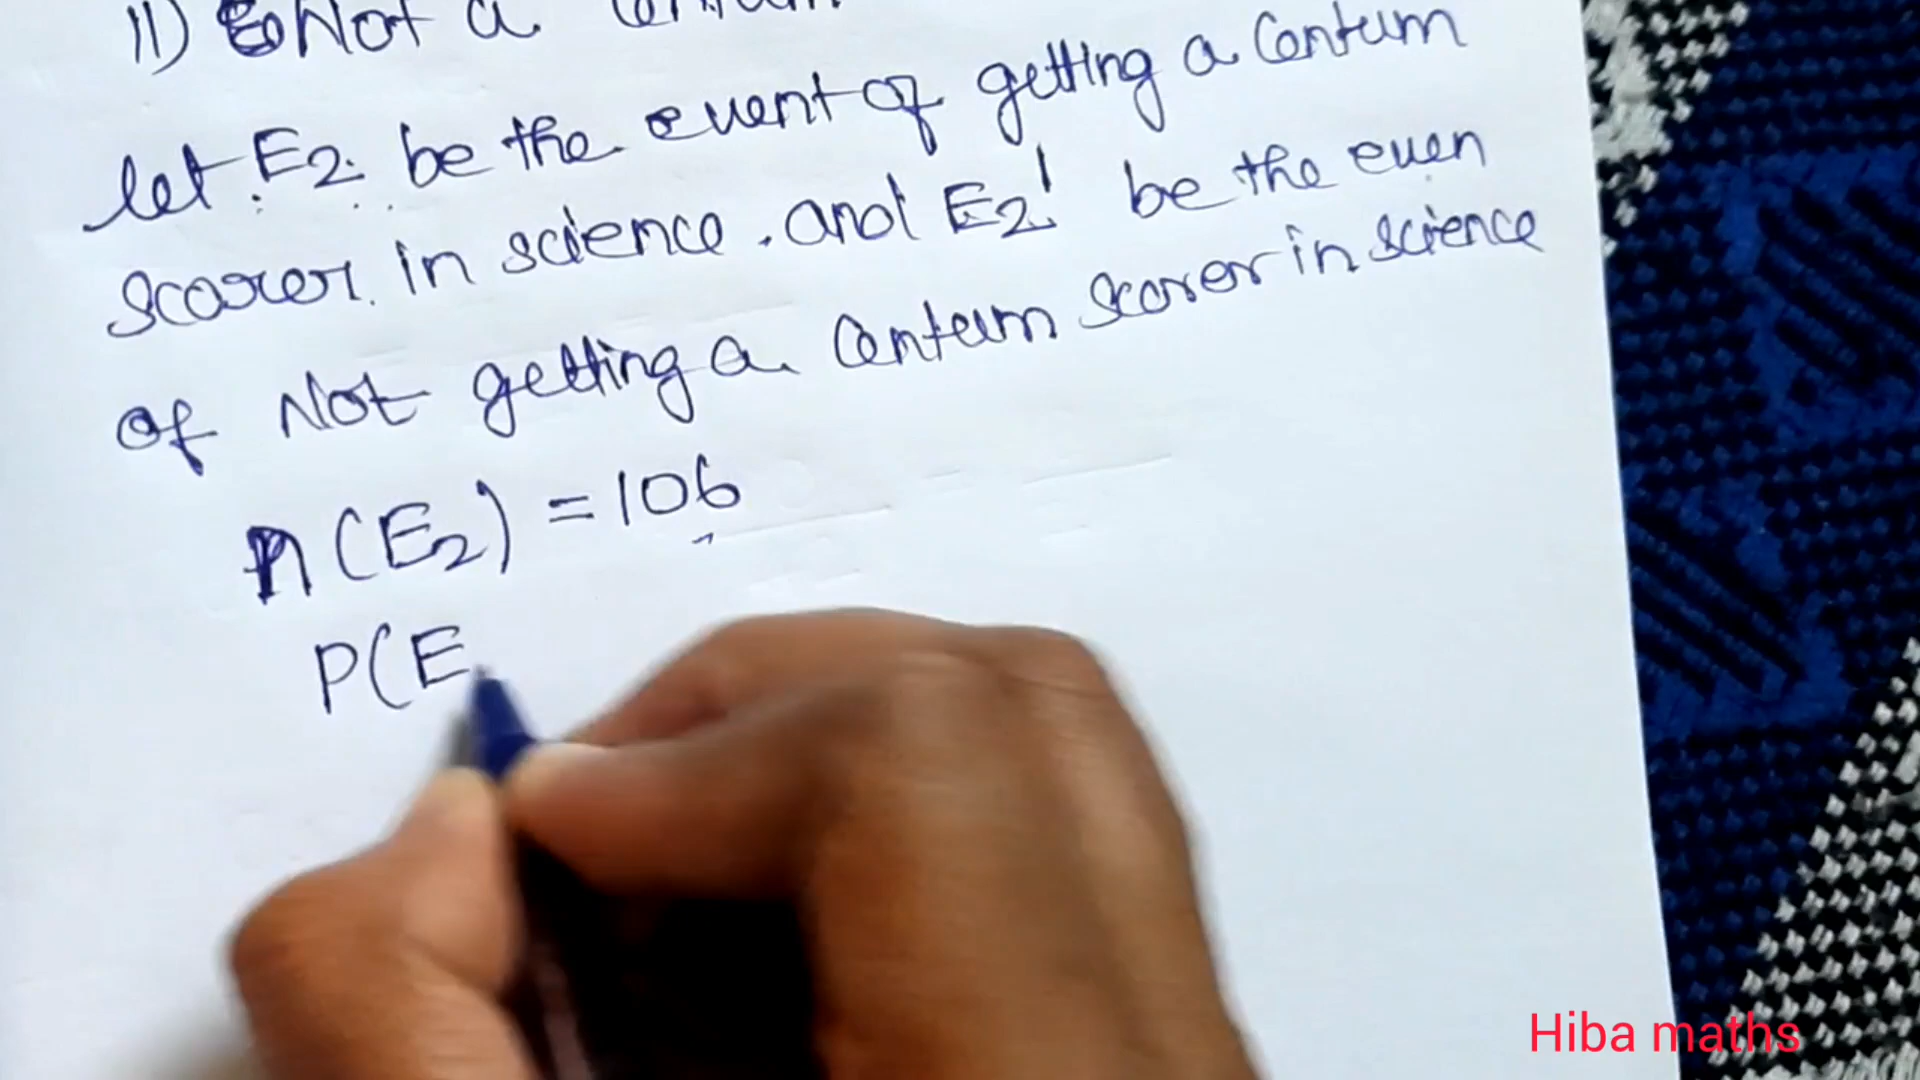 11) Not a
let E2 be the event of getting a Centum
scorer in science. and E2' be the even
of Not getting a Centum scorer in science
n(E2) = 106
P(E
Hiba maths